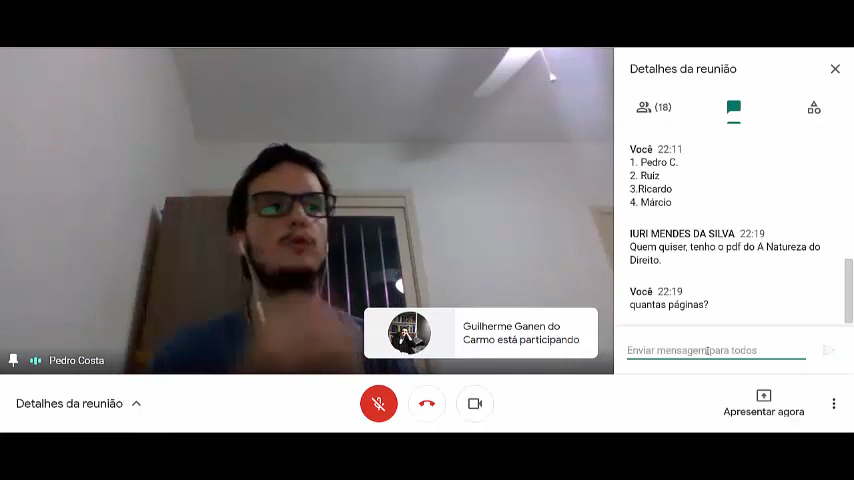 Detalhes da reunião
(18)
Você 22:11
1. Pedro C.
2. Ruiz
3.Ricardo
4. Márcio
IURI MENDES DA SILVA 22:19
Quem quiser, tenho o pdf do A Natureza do
Direito.
Você 22:19
quantas páginas?
Guilherme Ganen do
Carmo está participando
Enviar mensagem para todos
Pedro Costa
Detalhes da reunião
Apresentar agora